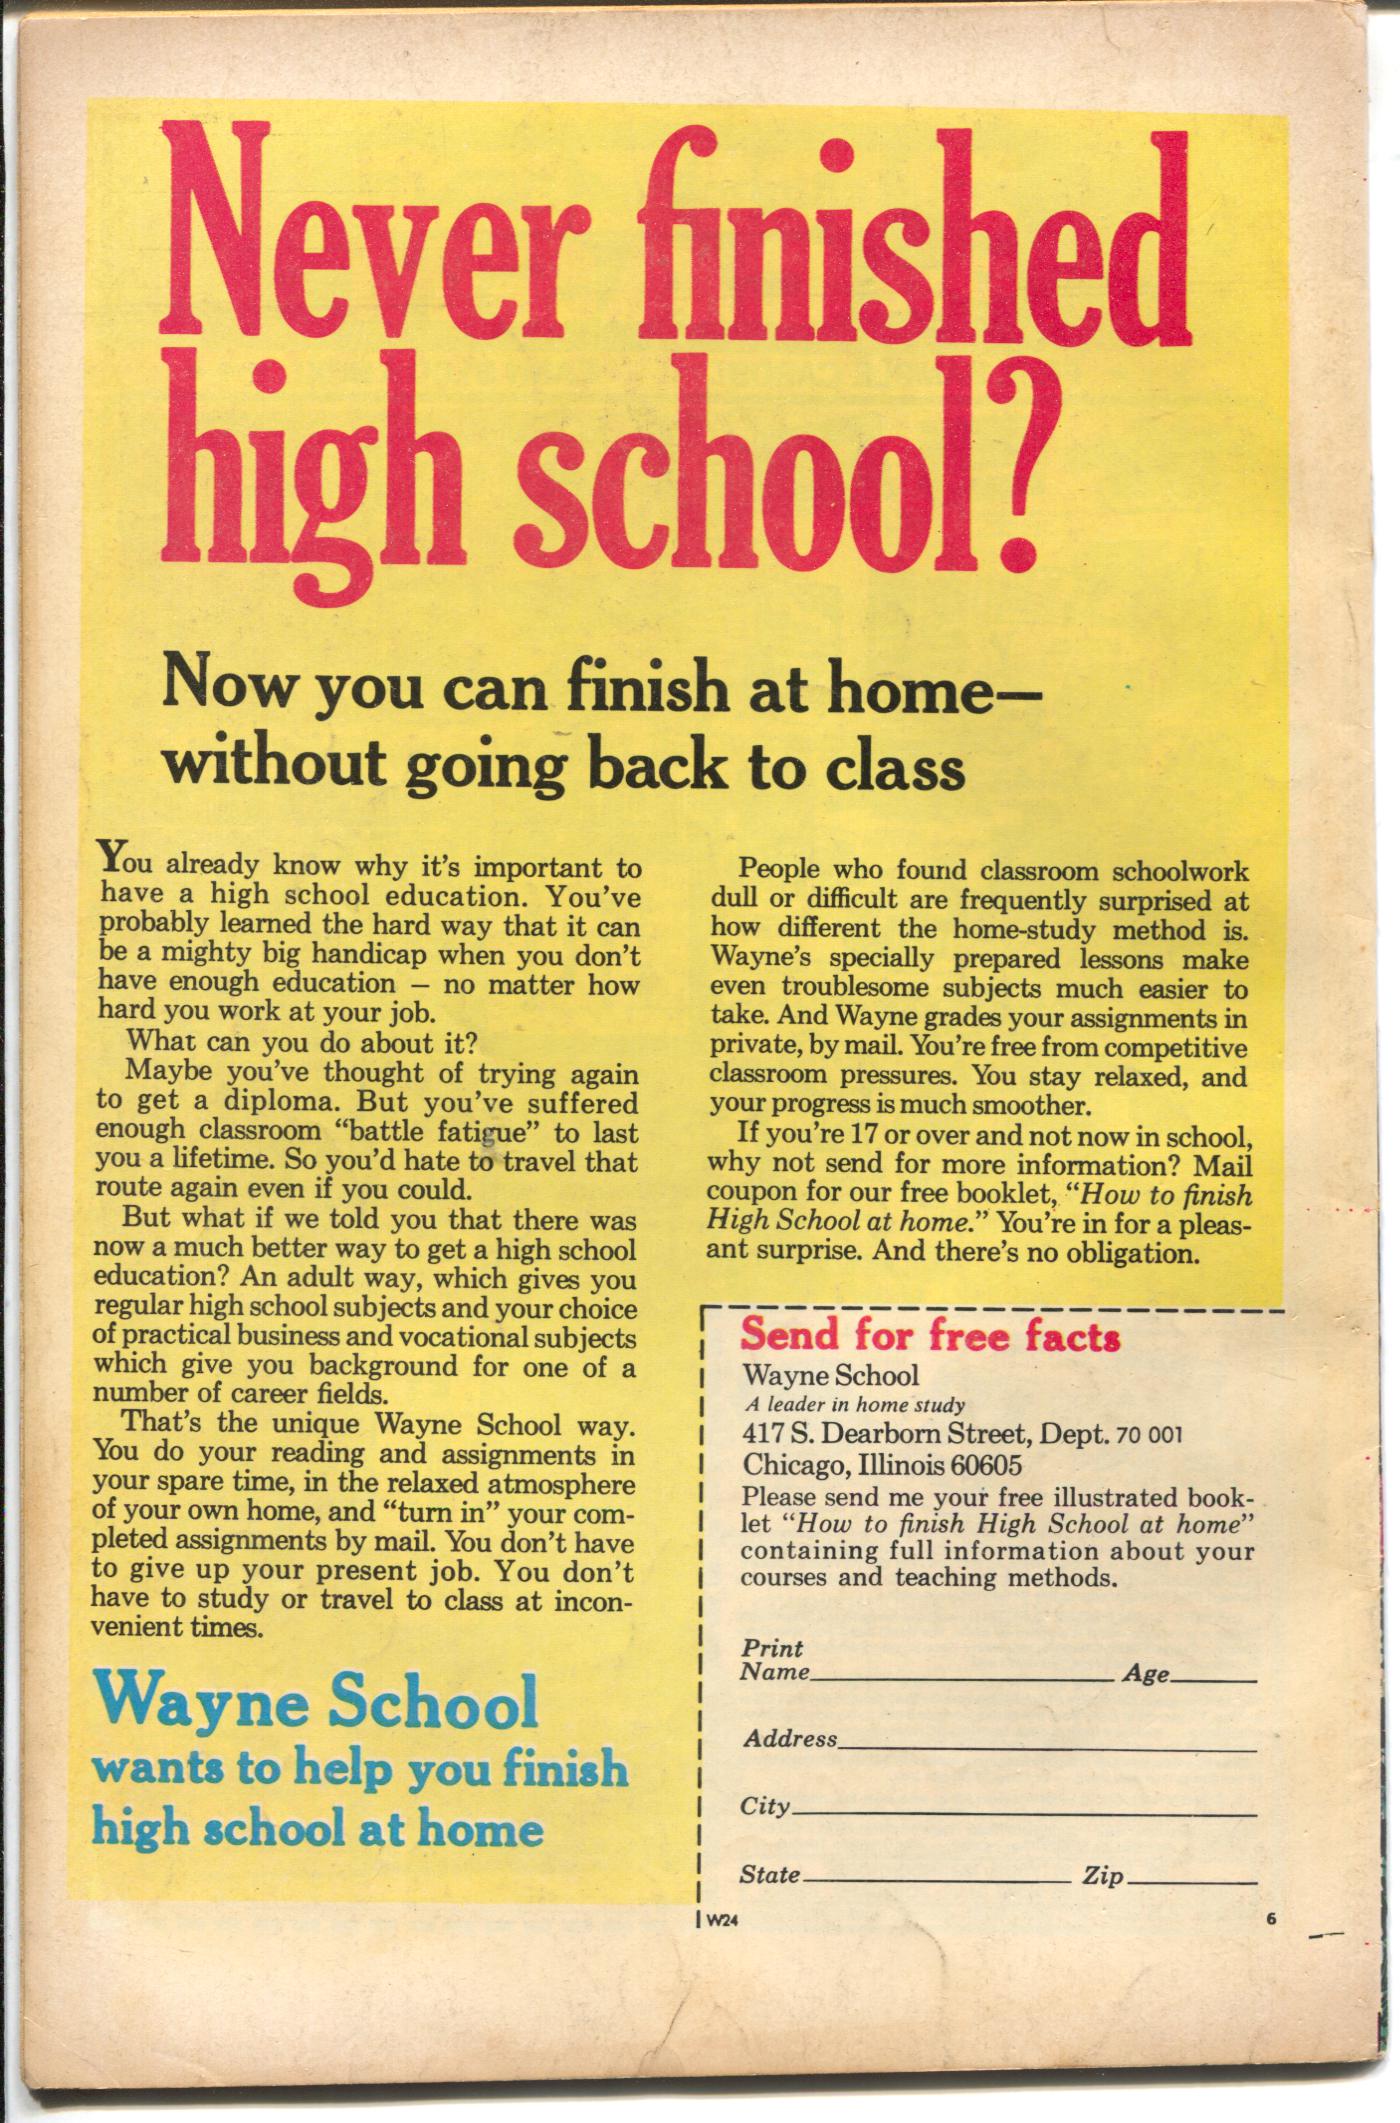 Never finished
high school?
Now you can finish at home—
without going back to class
You already know why it's important to
have a high school education. You've
probably learned the hard way that it can
be a mighty big handicap when you don't
have enough education — no matter how
hard you work at your job.
What can you do about it?
Maybe you've thought of trying again
to get a diploma. But you've suffered
enough classroom "battle fatigue" to last
you a lifetime. So you'd hate to travel that
route again even if you could.
But what if we told you that there was
now a much better way to get a high school
education? An adult way, which gives you
regular high school subjects and your choice
of practical business and vocational subjects
which give you background for one of a
number of career fields.
That's the unique Wayne School way.
You do your reading and assignments in
your spare time, in the relaxed atmosphere
of your own home, and "turn in" your com-
pleted assignments by mail. You don't have
to give up your present job. You don't
have to study or travel to class at incon-
venient times.
Wayne School
wants to help you finish
high school at home
People who found classroom schoolwork
dull or difficult are frequently surprised at
how different the home-study method is.
Wayne's specially prepared lessons make
even troublesome subjects much easier to
take. And Wayne grades your assignments in
private, by mail. You're free from competitive
classroom pressures. You stay relaxed, and
your progress is much smoother.
If you're 17 or over and not now in school,
why not send for more information? Mail
coupon for our free booklet, "How to finish
High School at home." You're in for a pleas-
ant surprise. And there's no obligation.
Send for free facts
Wayne School
A leader in home study
417 S. Dearborn Street, Dept. 70 001
Chicago, Illinois 60605
Please send me your free illustrated book-
let "How to finish High School at home"
containing full information about your
courses and teaching methods.
Print
Name Age
Address
City
State Zip
W24 6